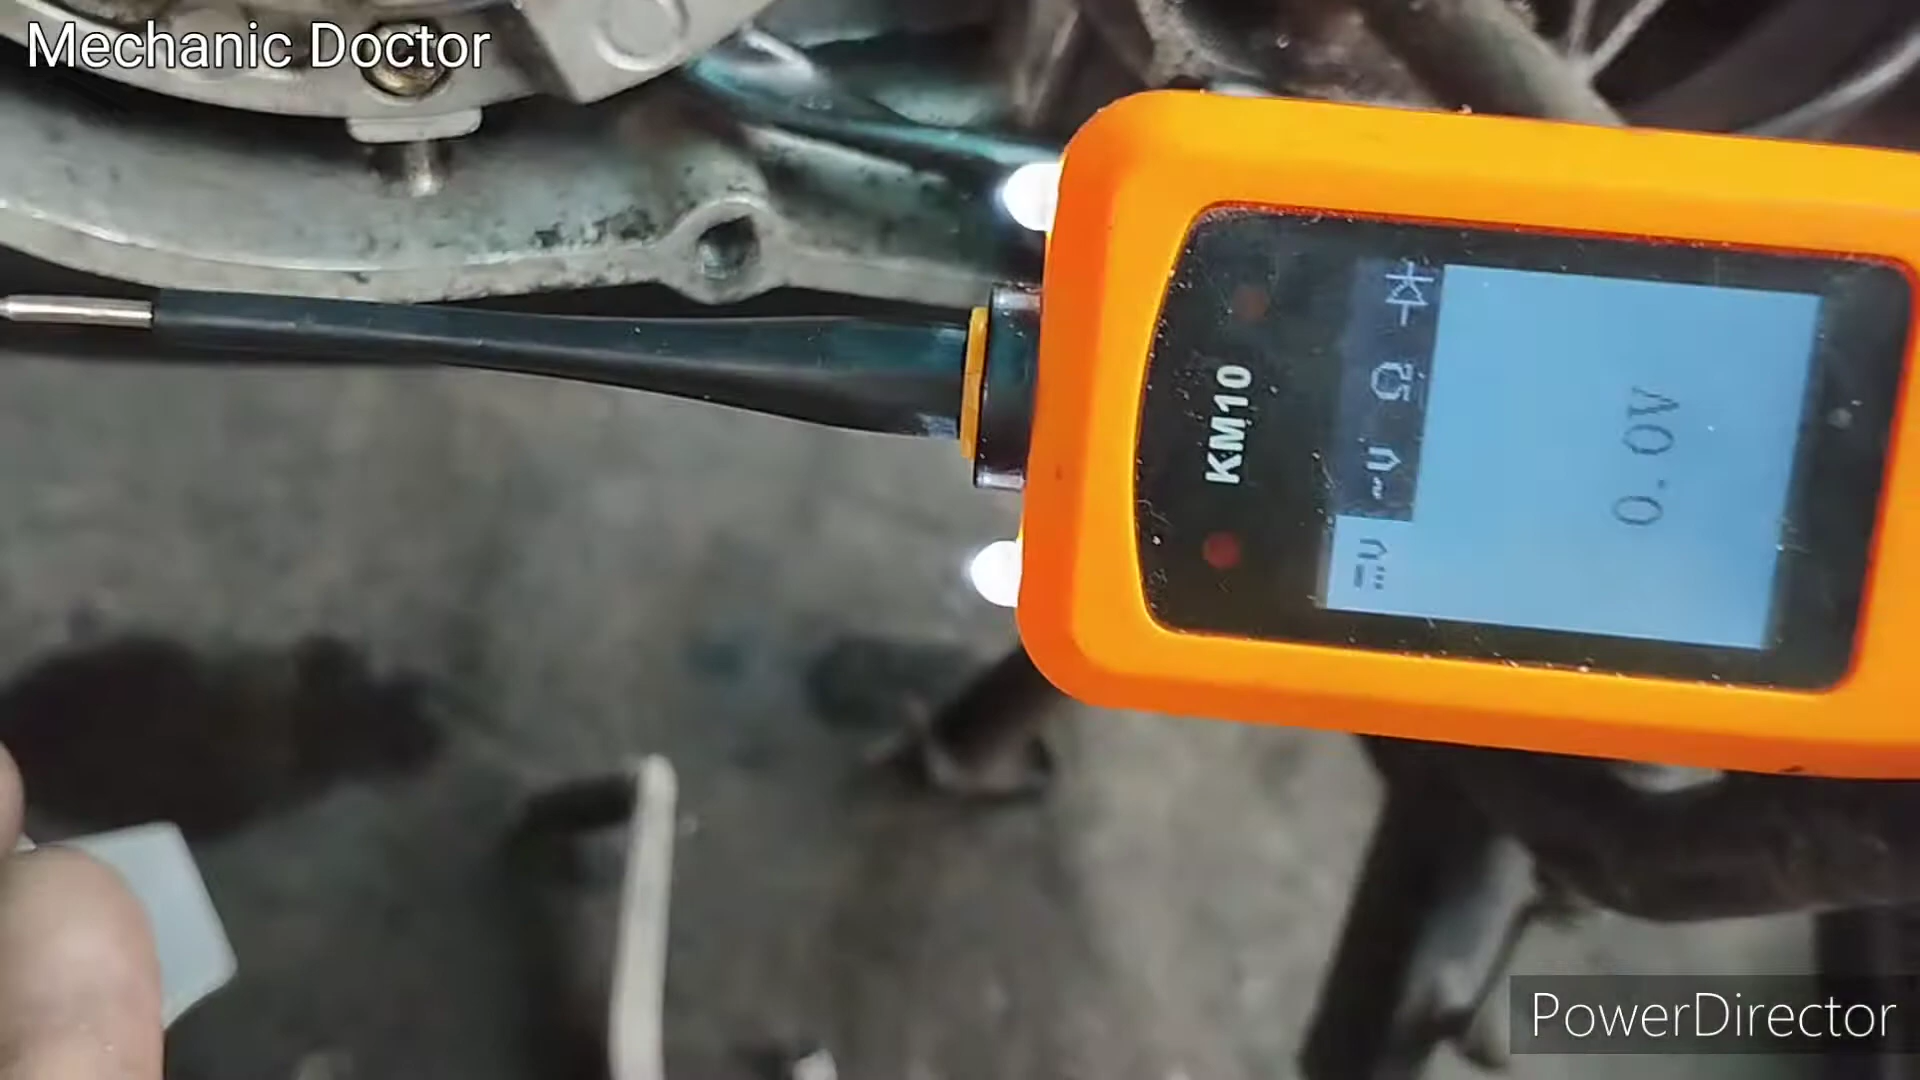 Mechanic Doctor
KM10
Ω
~V
V
0.0V
PowerDirector